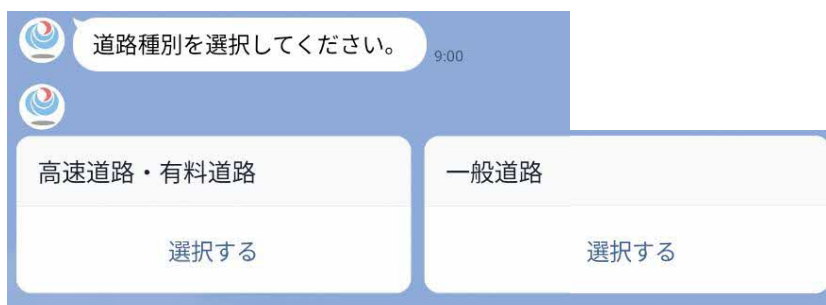 道路種別を選択してください。
9:00
高速道路・有料道路
一般道路
選択する
選択する